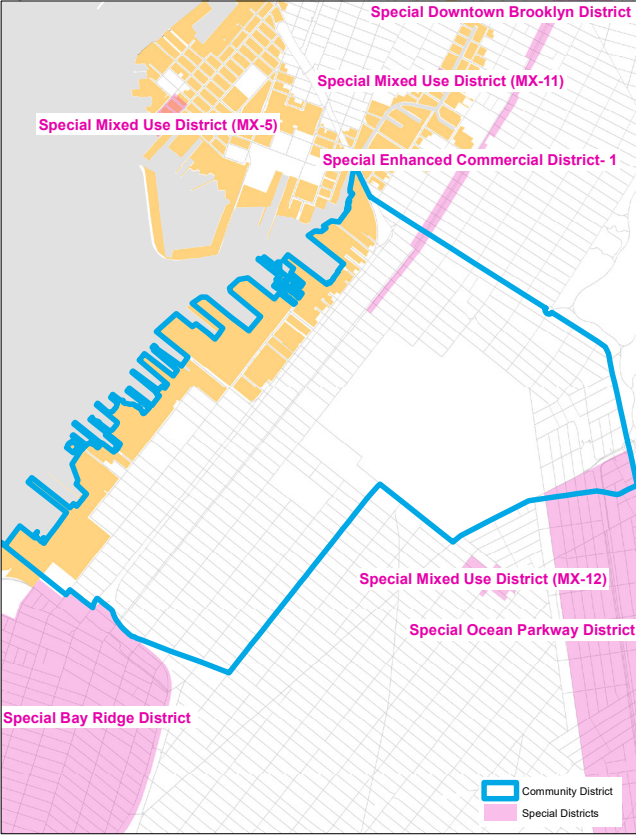 Special Downtown Brooklyn District
Special Mixed Use District (MX-11)
Special Mixed Use District (MX-5)
Special Enhanced Commercial District- 1
Special Mixed Use District (MX-12)
Special Ocean Parkway District
Special Bay Ridge District
Community District
Special Districts